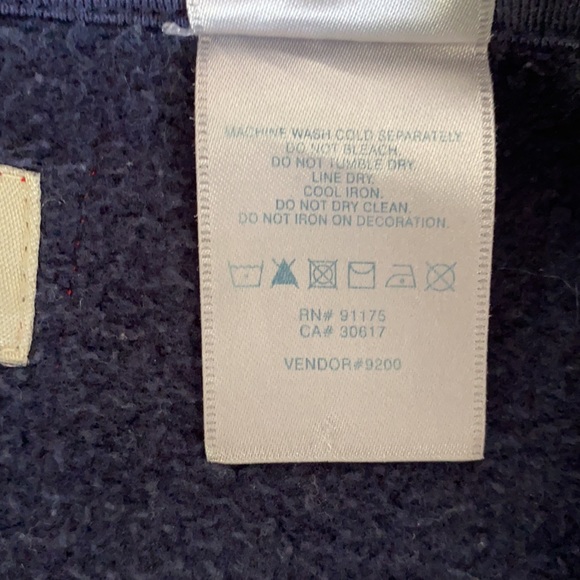 MACHINE WASH COLD SEPARATELY
DO NOT BLEACH.
DO NOT TUMBLE DRY
LINE DRY.
COOL IRON.
DO NOT DRY CLEAN.
DO NOT IRON ON DECORATION.
RN# 91175
CA# 30617
VENDOR#9200